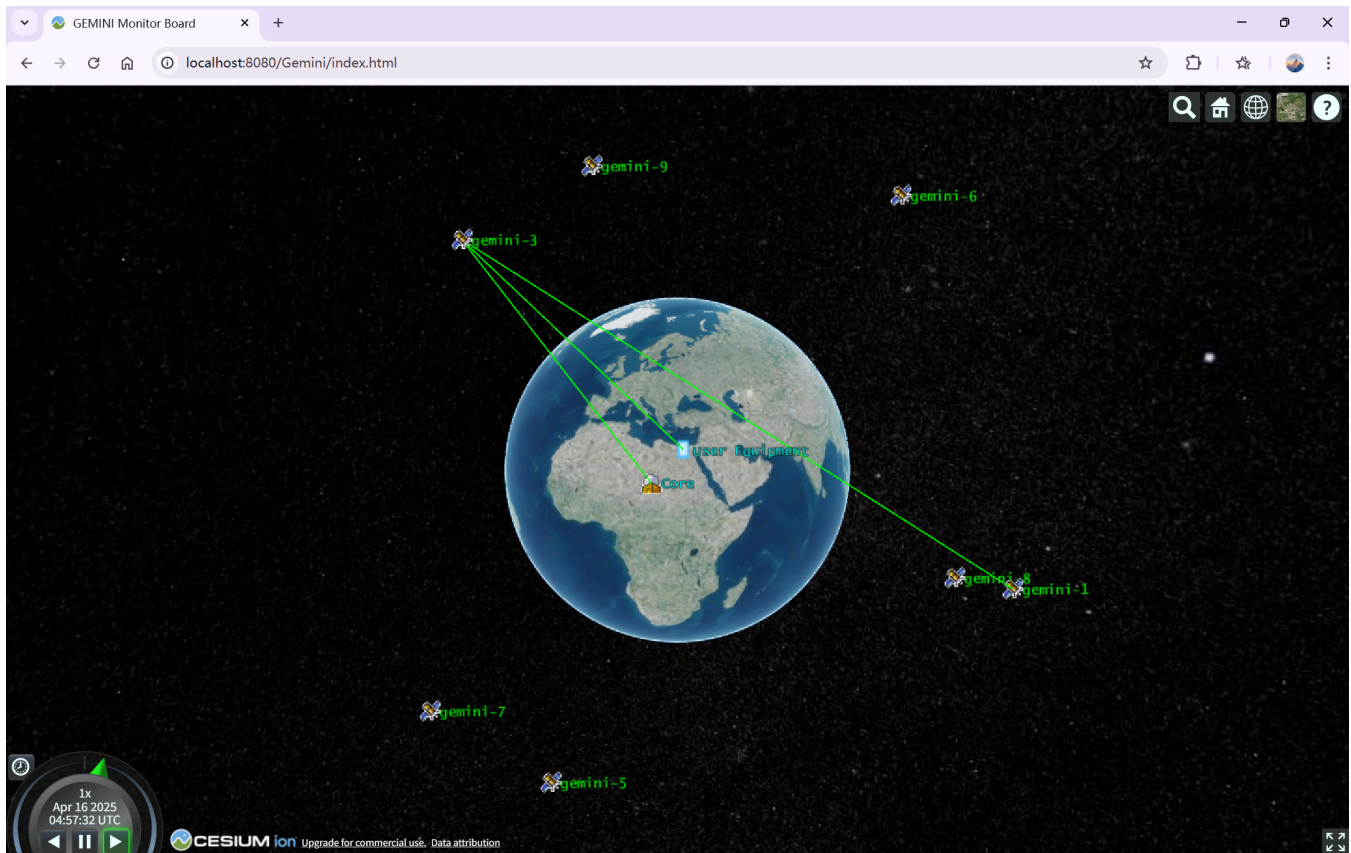 GEMINI Monitor Board
localhost:8080/Gemini/index.html
gemini-9
gemini-6
gemini-3
user Equipment
Core
gemini-8
gemini-1
gemini-7
gemini-5
1x
Apr 16 2025
04:57:32 UTC
CESIUM ion Upgrade for commercial use. Data attribution